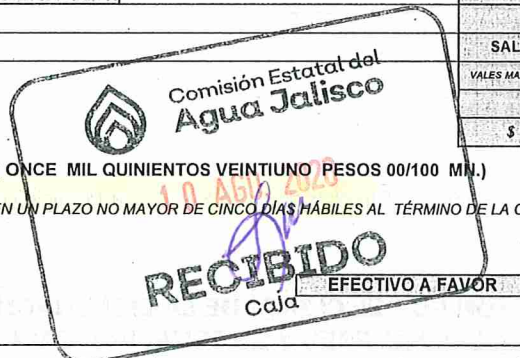 SAL
Comisión Estatal del
Agua Jalisco
VALES MA
$
ONCE MIL QUINIENTOS VEINTIUNO PESOS 00/100 MN.)
10 AGO. 2020
EN UN PLAZO NO MAYOR DE CINCO DÍAS HÁBILES AL TÉRMINO DE LA C
RECIBIDO
Caja
EFECTIVO A FAVOR